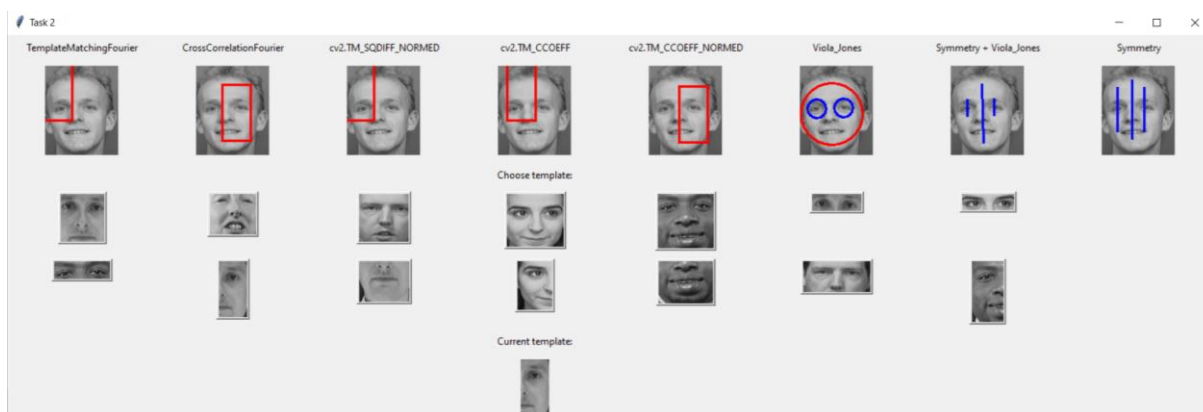 Task 2
TemplateMatchingFourier
CrossCorrelationFourier
cv2.TM_SQDIFF_NORMED
cv2.TM_CCOEFF
cv2.TM_CCOEFF_NORMED
Viola_Jones
Symmetry + Viola_Jones
Symmetry
Choose template:
Current template: